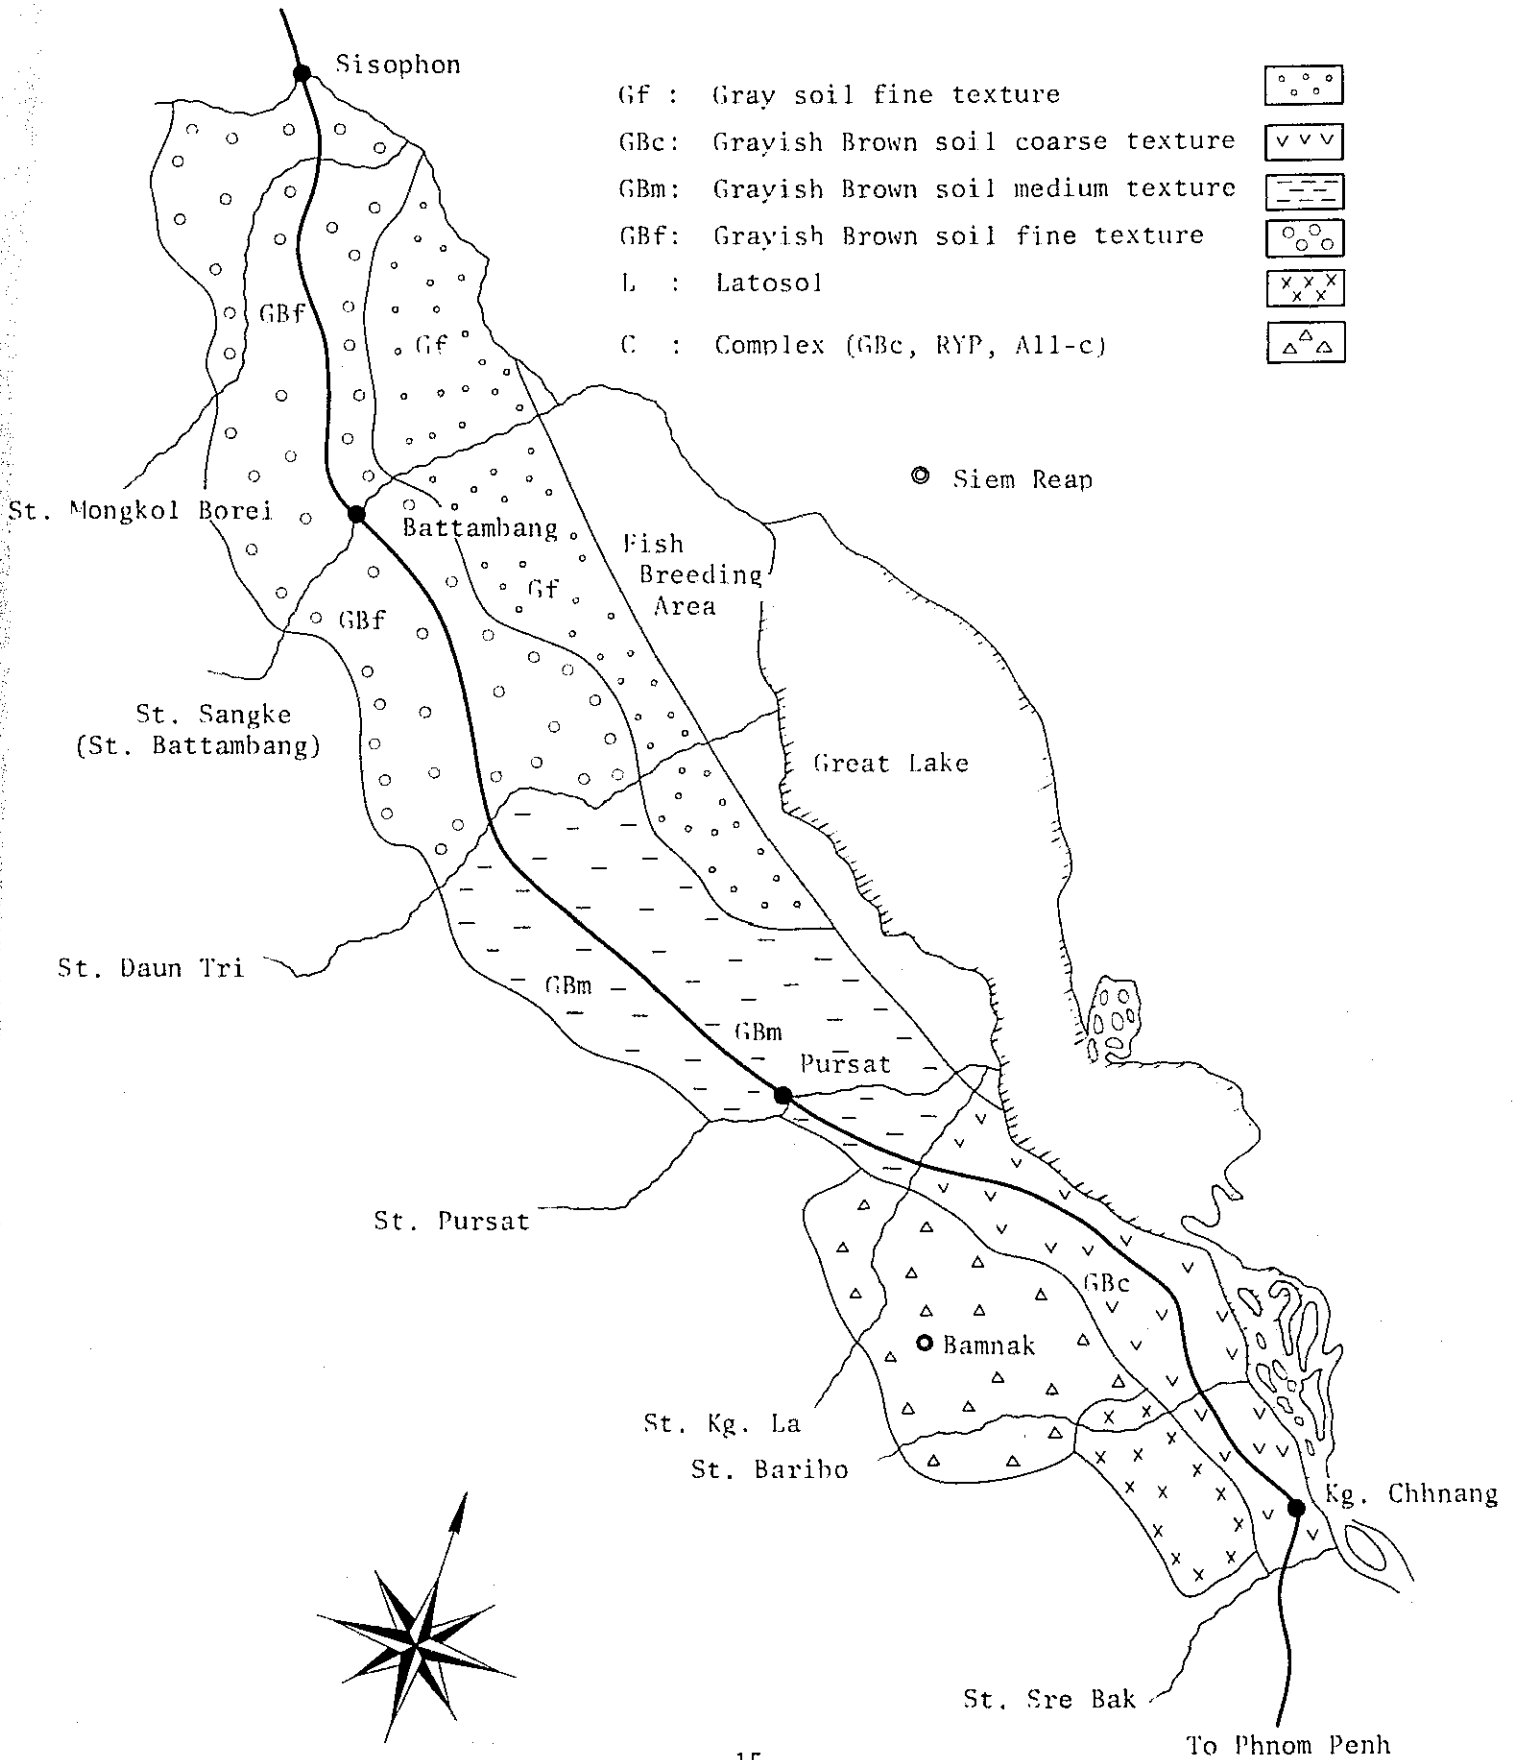 Sisophon
Gf : Gray soil fine texture
GBc: Grayish Brown soil coarse texture
GBm: Grayish Brown soil medium texture
GBf: Grayish Brown soil fine texture
L : Latosol
C : Complex (GBc, RYP, All-c)
GBf
Gf
Siem Reap
St. Mongkol Borei
Battambang
Fish
Breeding
Area
Gf
GBf
St. Sangke
(St. Battambang)
Great Lake
St. Daun Tri
GBm
GBm
Pursat
St. Pursat
GBc
Bamnak
St. Kg. La
St. Baribo
Kg. Chhnang
St. Sre Bak
To Phnom Penh
15